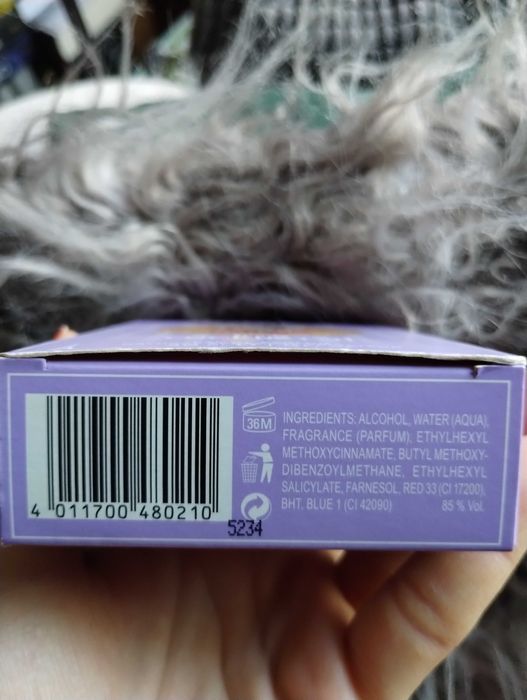 36M
INGREDIENTS: ALCOHOL, WATER (AQUA),
FRAGRANCE (PARFUM), ETHYLHEXYL
METHOXYCINNAMATE, BUTYL METHOXY-
DIBENZOYLMETHANE, ETHYLHEXYL
SALICYLATE, FARNESOL, RED 33 (CI 17200),
BHT. BLUE 1 (CI 42090) 85 % Vol.
4 011700 480210
5234